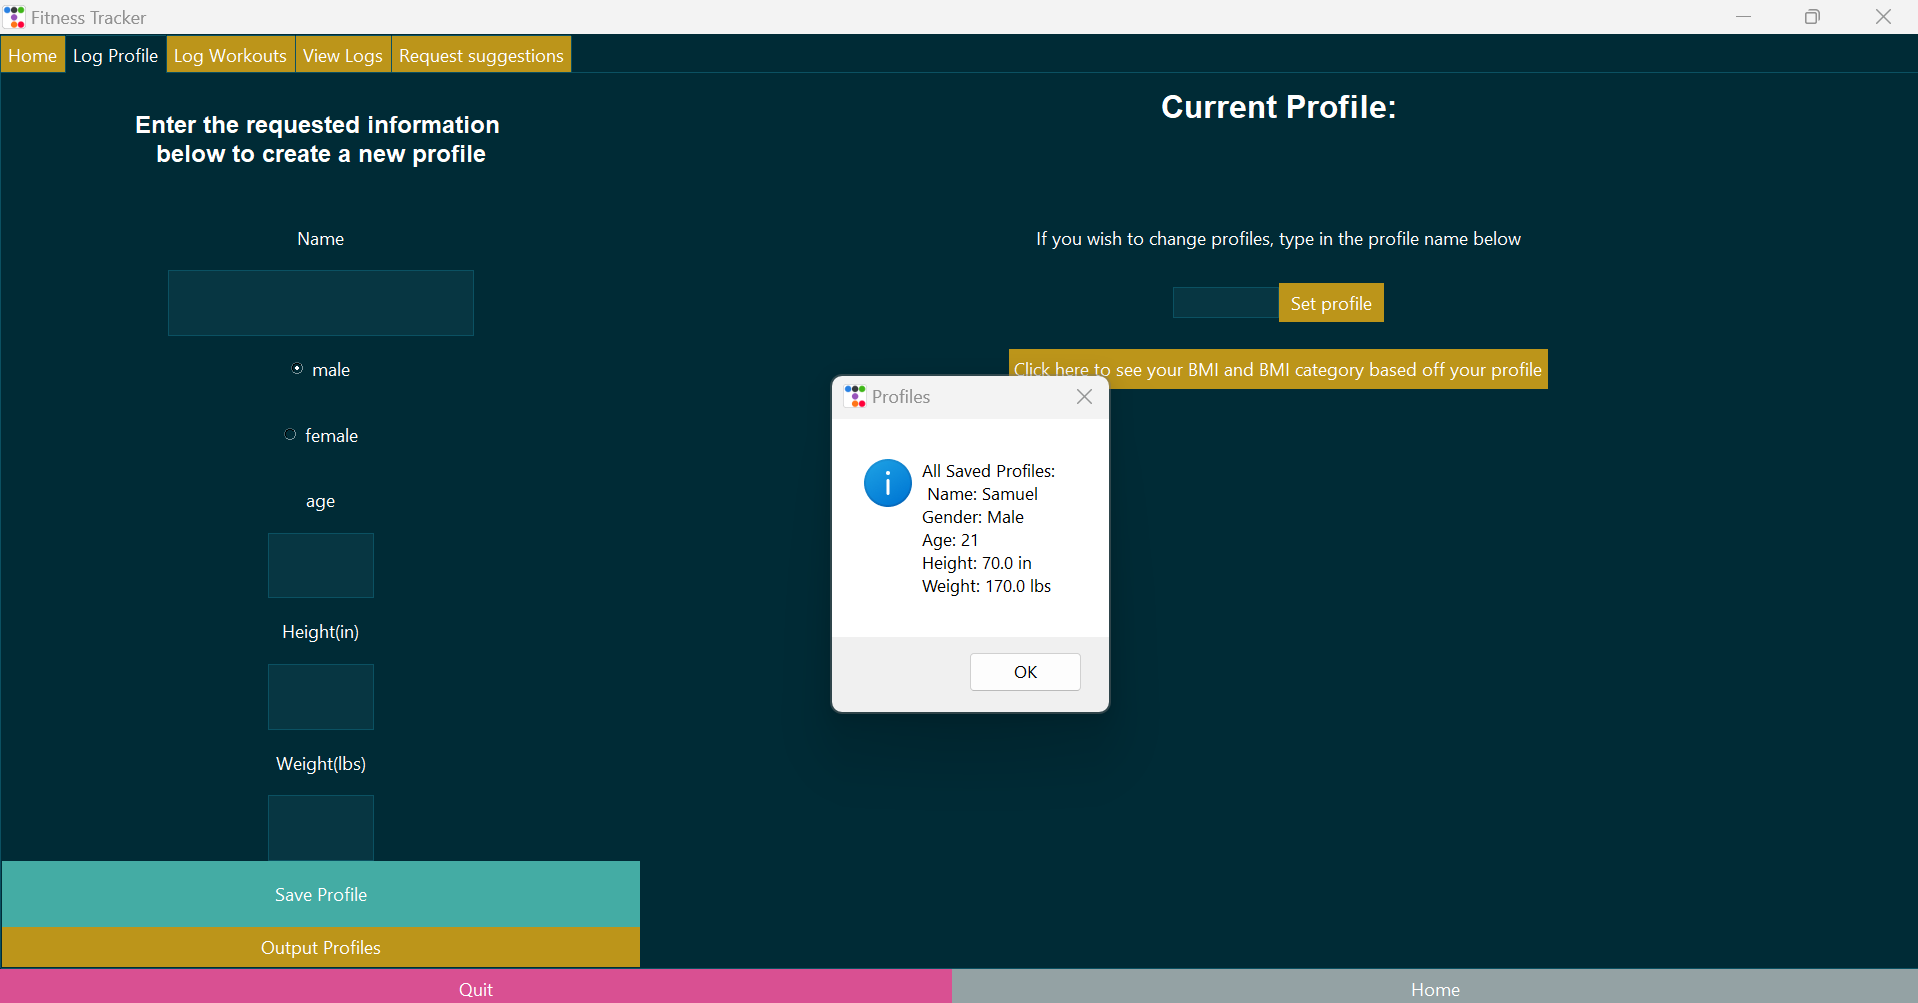 Fitness Tracker
Home
Log Profile
Log Workouts
View Logs
Request suggestions
Enter the requested information
below to create a new profile
Name
male
female
age
Height(in)
Weight(lbs)
Save Profile
Output Profiles
Current Profile:
If you wish to change profiles, type in the profile name below
Set profile
Click here to see your BMI and BMI category based off your profile
Profiles
All Saved Profiles:
Name: Samuel
Gender: Male
Age: 21
Height: 70.0 in
Weight: 170.0 lbs
OK
Quit
Home